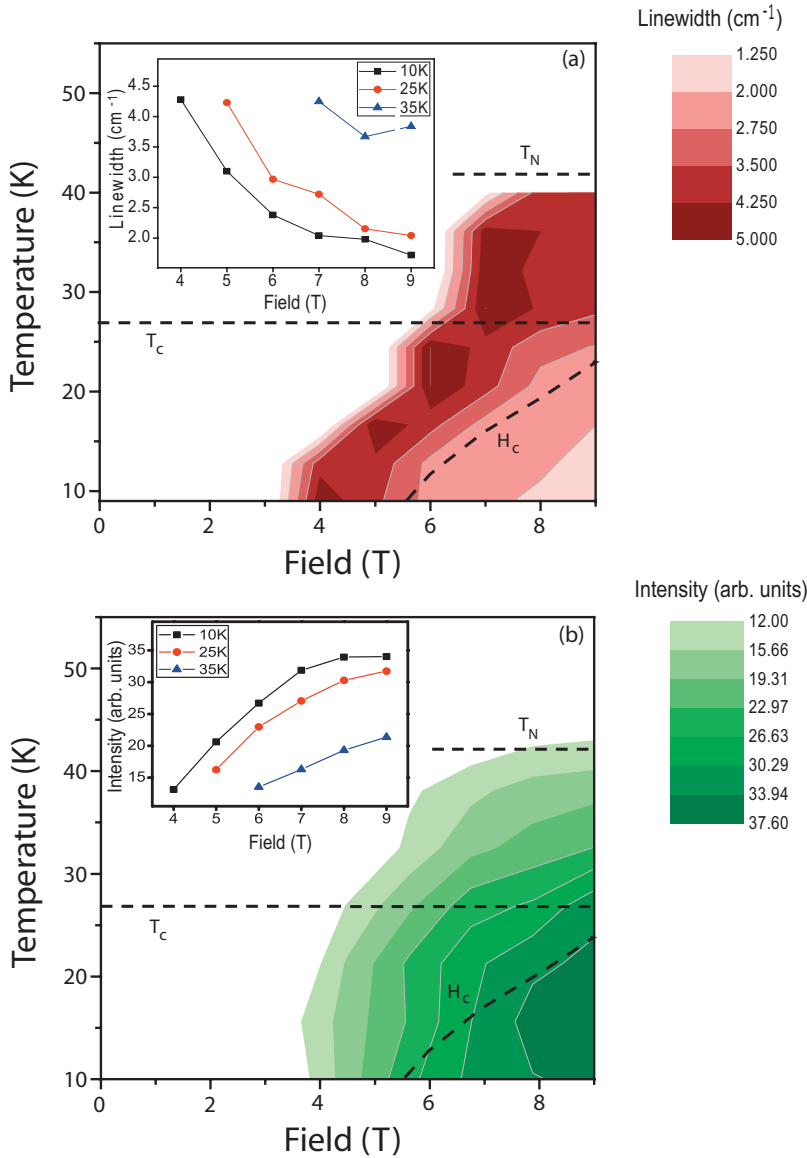 Linewidth (cm-1)
1.250
2.000
2.750
3.500
4.250
5.000
(a)
10K
25K
35K
4.5
4.0
3.5
3.0
2.5
2.0
Linewidth (cm-1)
4 5 6 7 8 9
Field (T)
TN
Tc
Hc
50
40
30
20
10
Temperature (K)
0 2 4 6 8
Field (T)
Intensity (arb. units)
12.00
15.66
19.31
22.97
26.63
30.29
33.94
37.60
(b)
10K
25K
35K
35
30
25
20
15
Intensity (arb. units)
4 5 6 7 8 9
Field (T)
TN
Tc
Hc
50
40
30
20
10
Temperature (K)
0 2 4 6 8
Field (T)